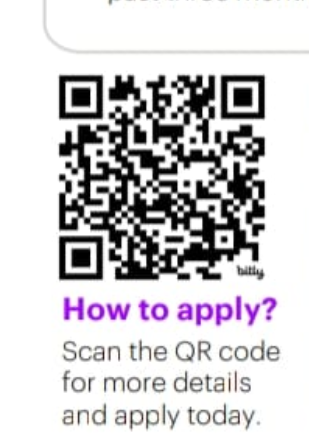 bitly
How to apply?
Scan the QR code
for more details
and apply today.